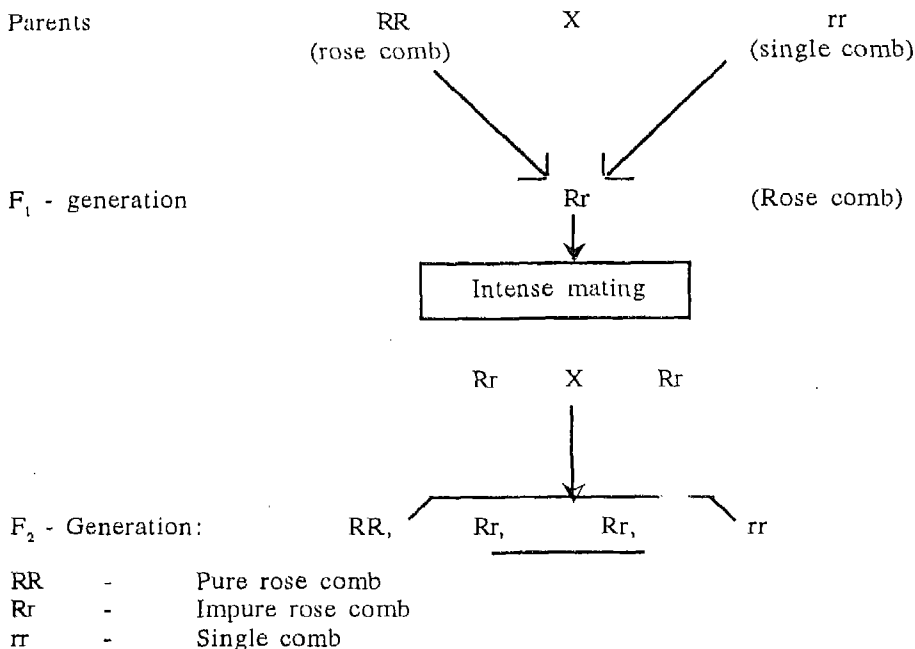 Parents RR X rr
(rose comb) (single comb)
F₁ - generation Rr (Rose comb)
Intense mating
Rr X Rr
F₂ - Generation: RR, Rr, Rr, rr
RR - Pure rose comb
Rr - Impure rose comb
rr - Single comb